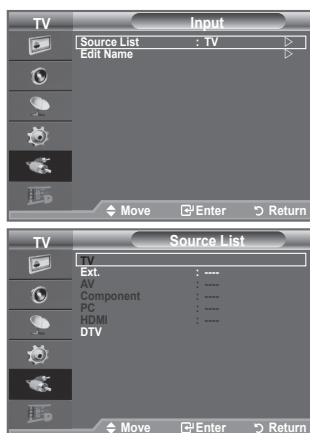 TV Input
Source List : TV
Edit Name
Move Enter Return
TV Source List
TV
Ext. : ----
AV : ----
Component : ----
PC : ----
HDMI : ----
DTV
Move Enter Return